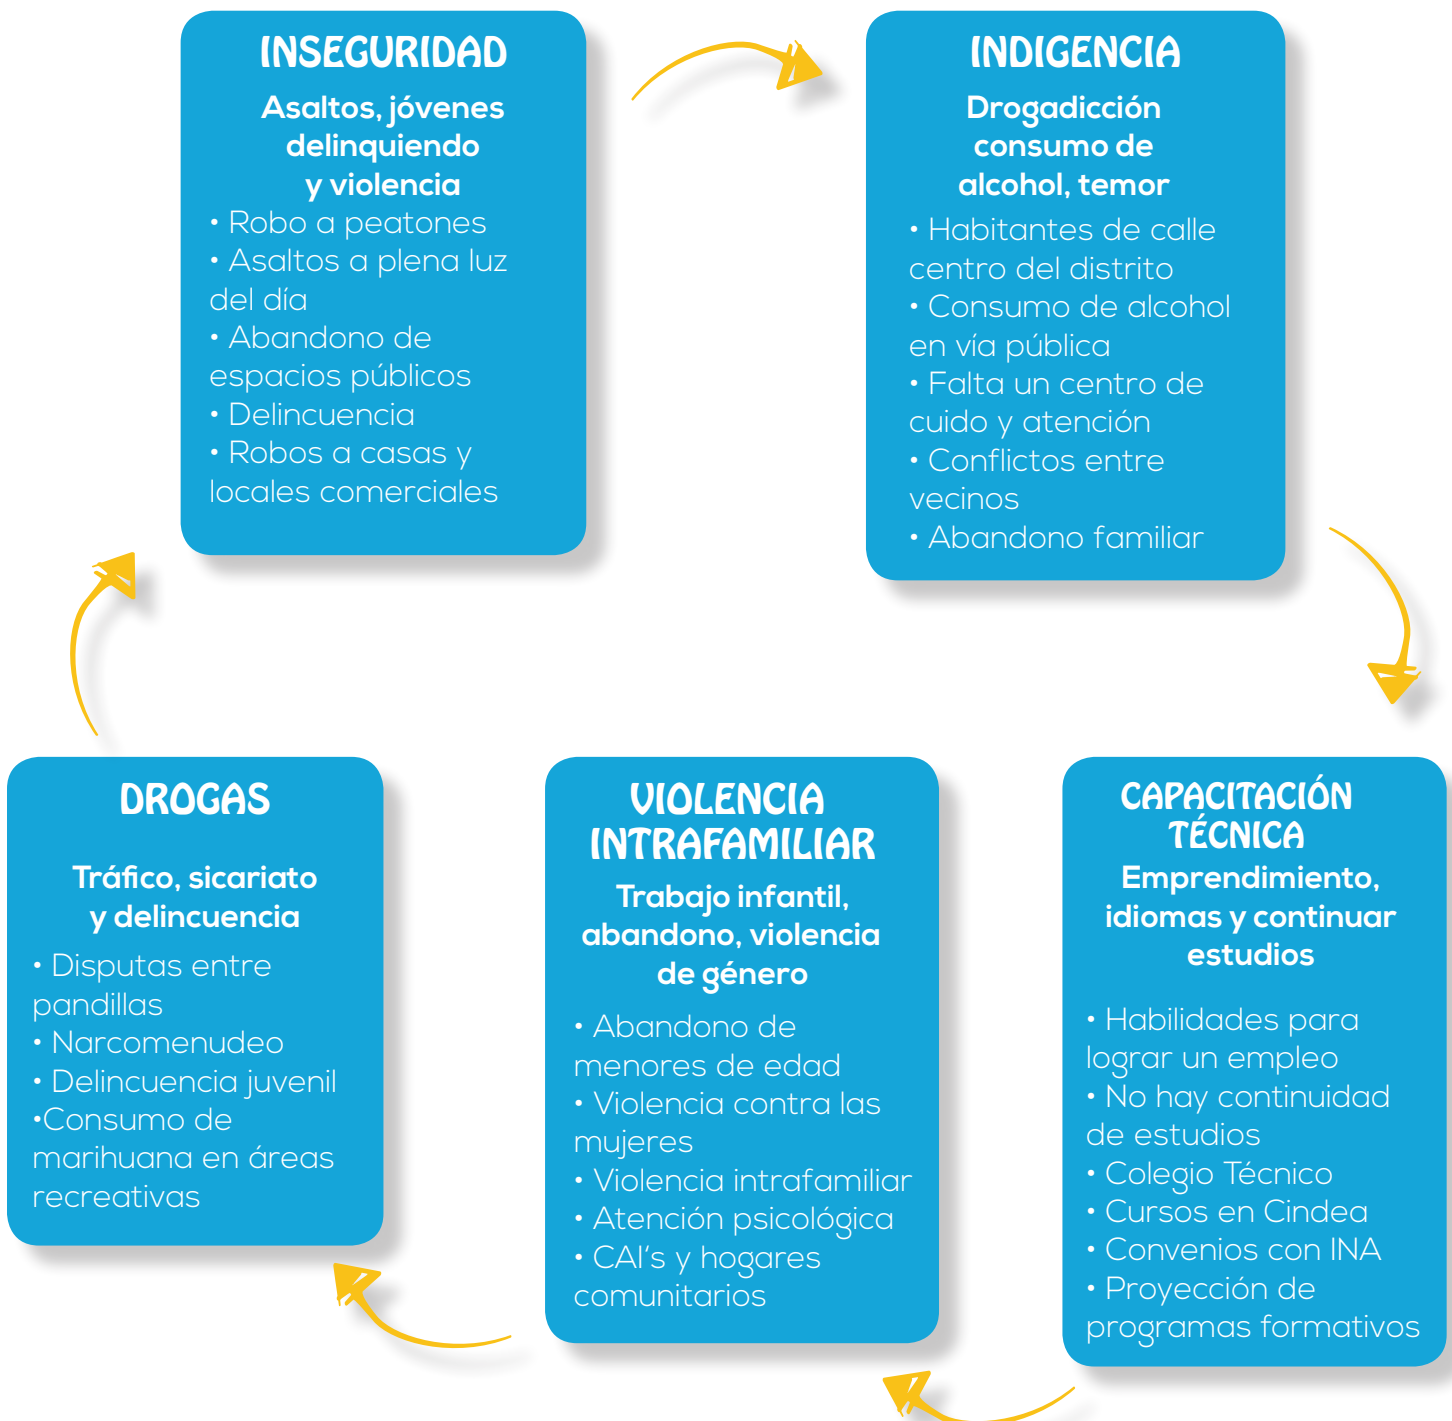 INSEGURIDAD
Asaltos, jóvenes
delinquiendo
y violencia
• Robo a peatones
• Asaltos a plena luz
del día
• Abandono de
espacios públicos
• Delincuencia
• Robos a casas y
locales comerciales
INDIGENCIA
Drogadicción
consumo de
alcohol, temor
• Habitantes de calle
centro del distrito
• Consumo de alcohol
en vía pública
• Falta un centro de
cuido y atención
• Conflictos entre
vecinos
• Abandono familiar
DROGAS
Tráfico, sicariato
y delincuencia
• Disputas entre
pandillas
• Narcomenudeo
• Delincuencia juvenil
•Consumo de
marihuana en áreas
recreativas
VIOLENCIA
INTRAFAMILIAR
Trabajo infantil,
abandono, violencia
de género
• Abandono de
menores de edad
• Violencia contra las
mujeres
• Violencia intrafamiliar
• Atención psicológica
• CAI's y hogares
comunitarios
CAPACITACIÓN
TÉCNICA
Emprendimiento,
idiomas y continuar
estudios
• Habilidades para
lograr un empleo
• No hay continuidad
de estudios
• Colegio Técnico
• Cursos en Cindea
• Convenios con INA
• Proyección de
programas formativos